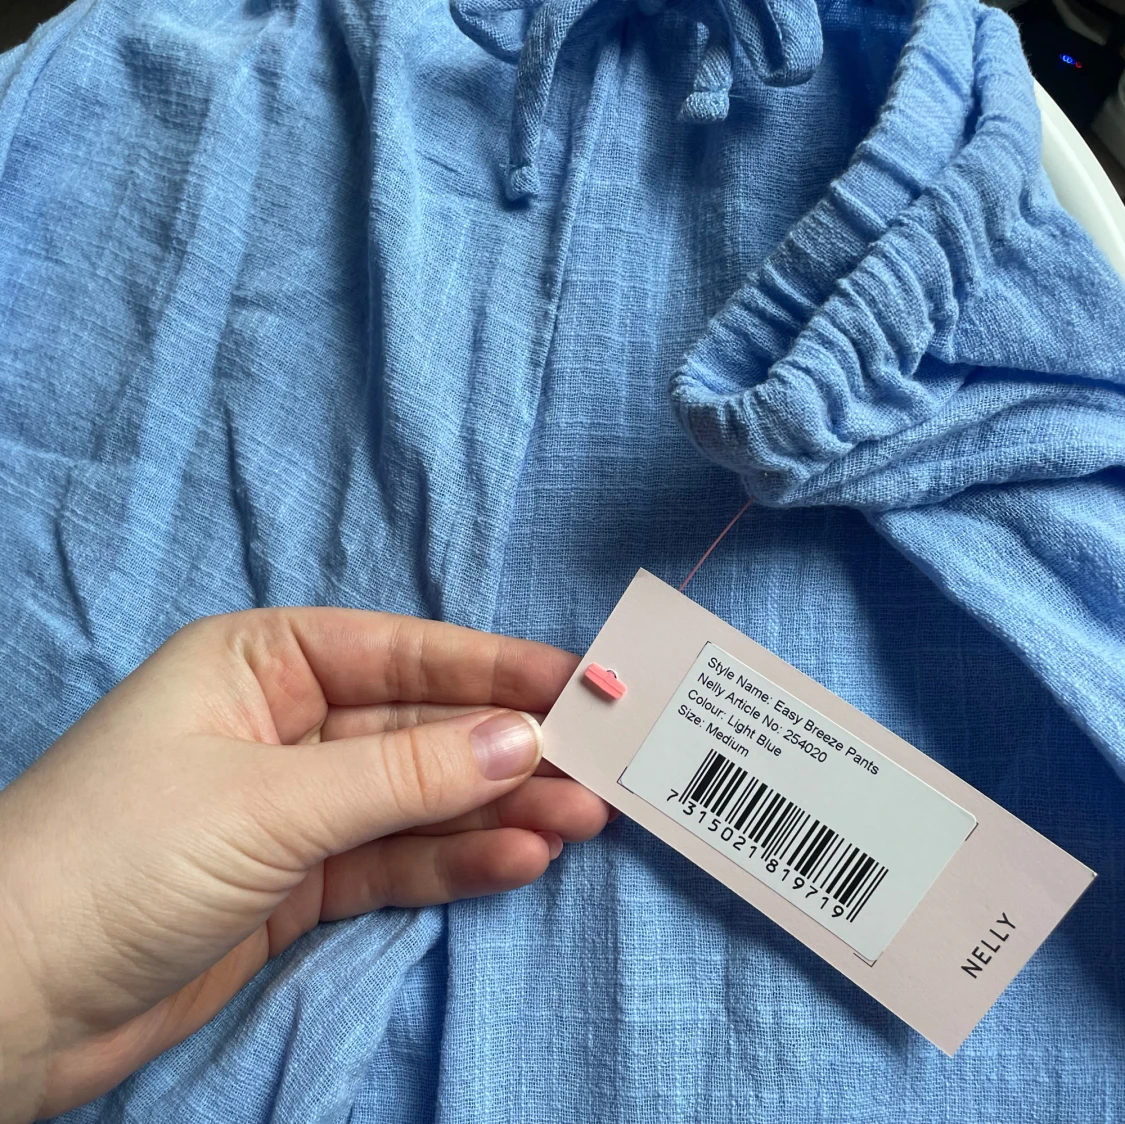 Style Name: Easy Breeze Pants
Nelly Article No: 254020
Colour: Light Blue
Size: Medium
7 315021 819719
NELLY